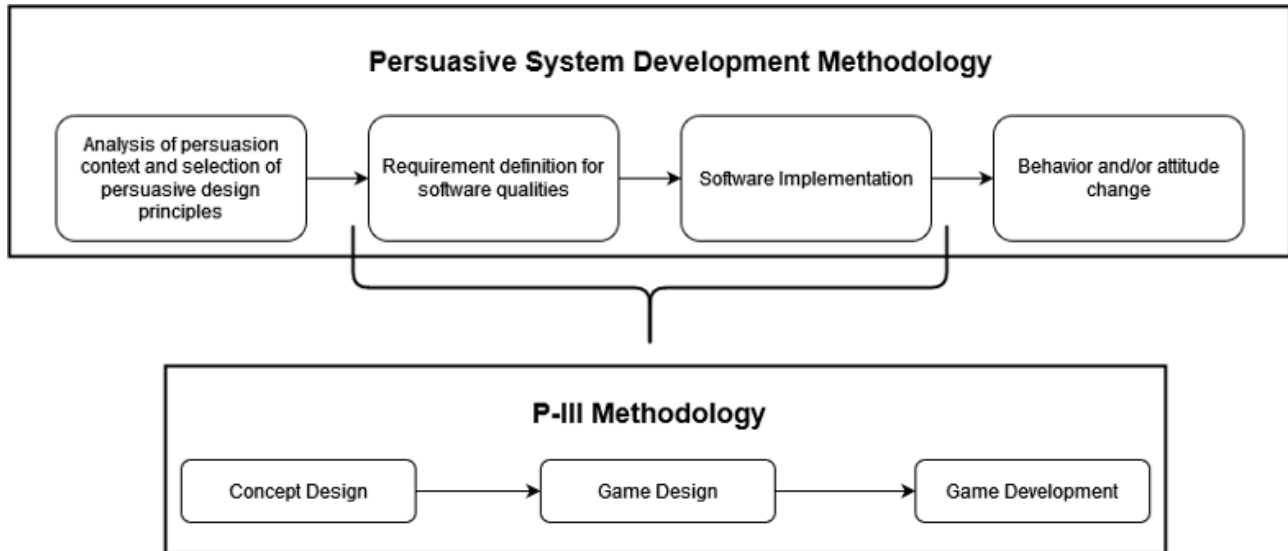 Persuasive System Development Methodology
Analysis of persuasion
context and selection of
persuasive design
principles
Requirement definition for
software qualities
Software Implementation
Behavior and/or attitude
change
P-III Methodology
Concept Design
Game Design
Game Development